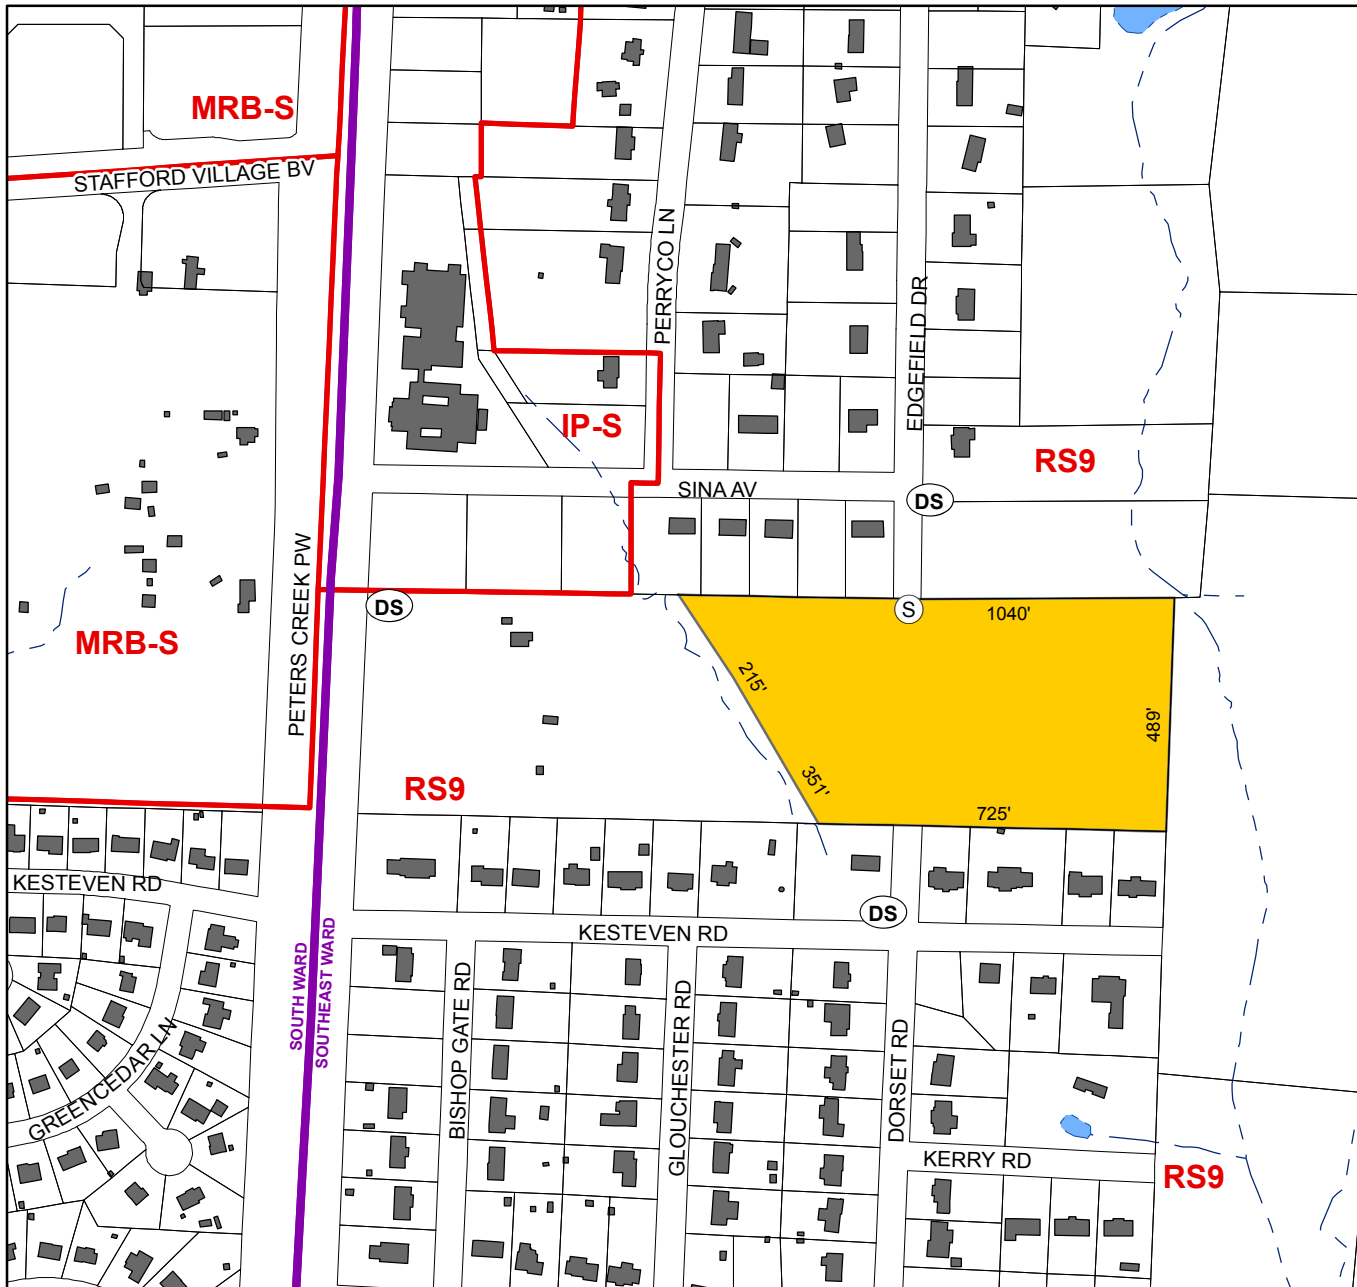 MRB-S
STAFFORD VILLAGE BV
PERRYCO LN
EDGEFIELD DR
IP-S
RS9
SINA AV
DS
PETERS CREEK PW
DS
S
1040'
MRB-S
215'
489'
351'
RS9
725'
KESTEVEN RD
DS
KESTEVEN RD
SOUTH WARD
SOUTHEAST WARD
BISHOP GATE RD
GLOUCHESTER RD
DORSET RD
GREENCEDAR LN
KERRY RD
RS9